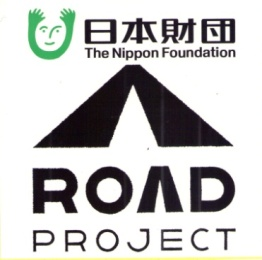 日本財団
The Nippon Foundation
ROAD
PROJECT